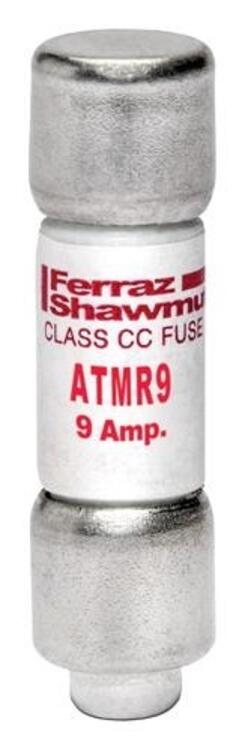 Ferraz
Shawmu
CLASS CC FUSE
ATMR9
9 Amp.